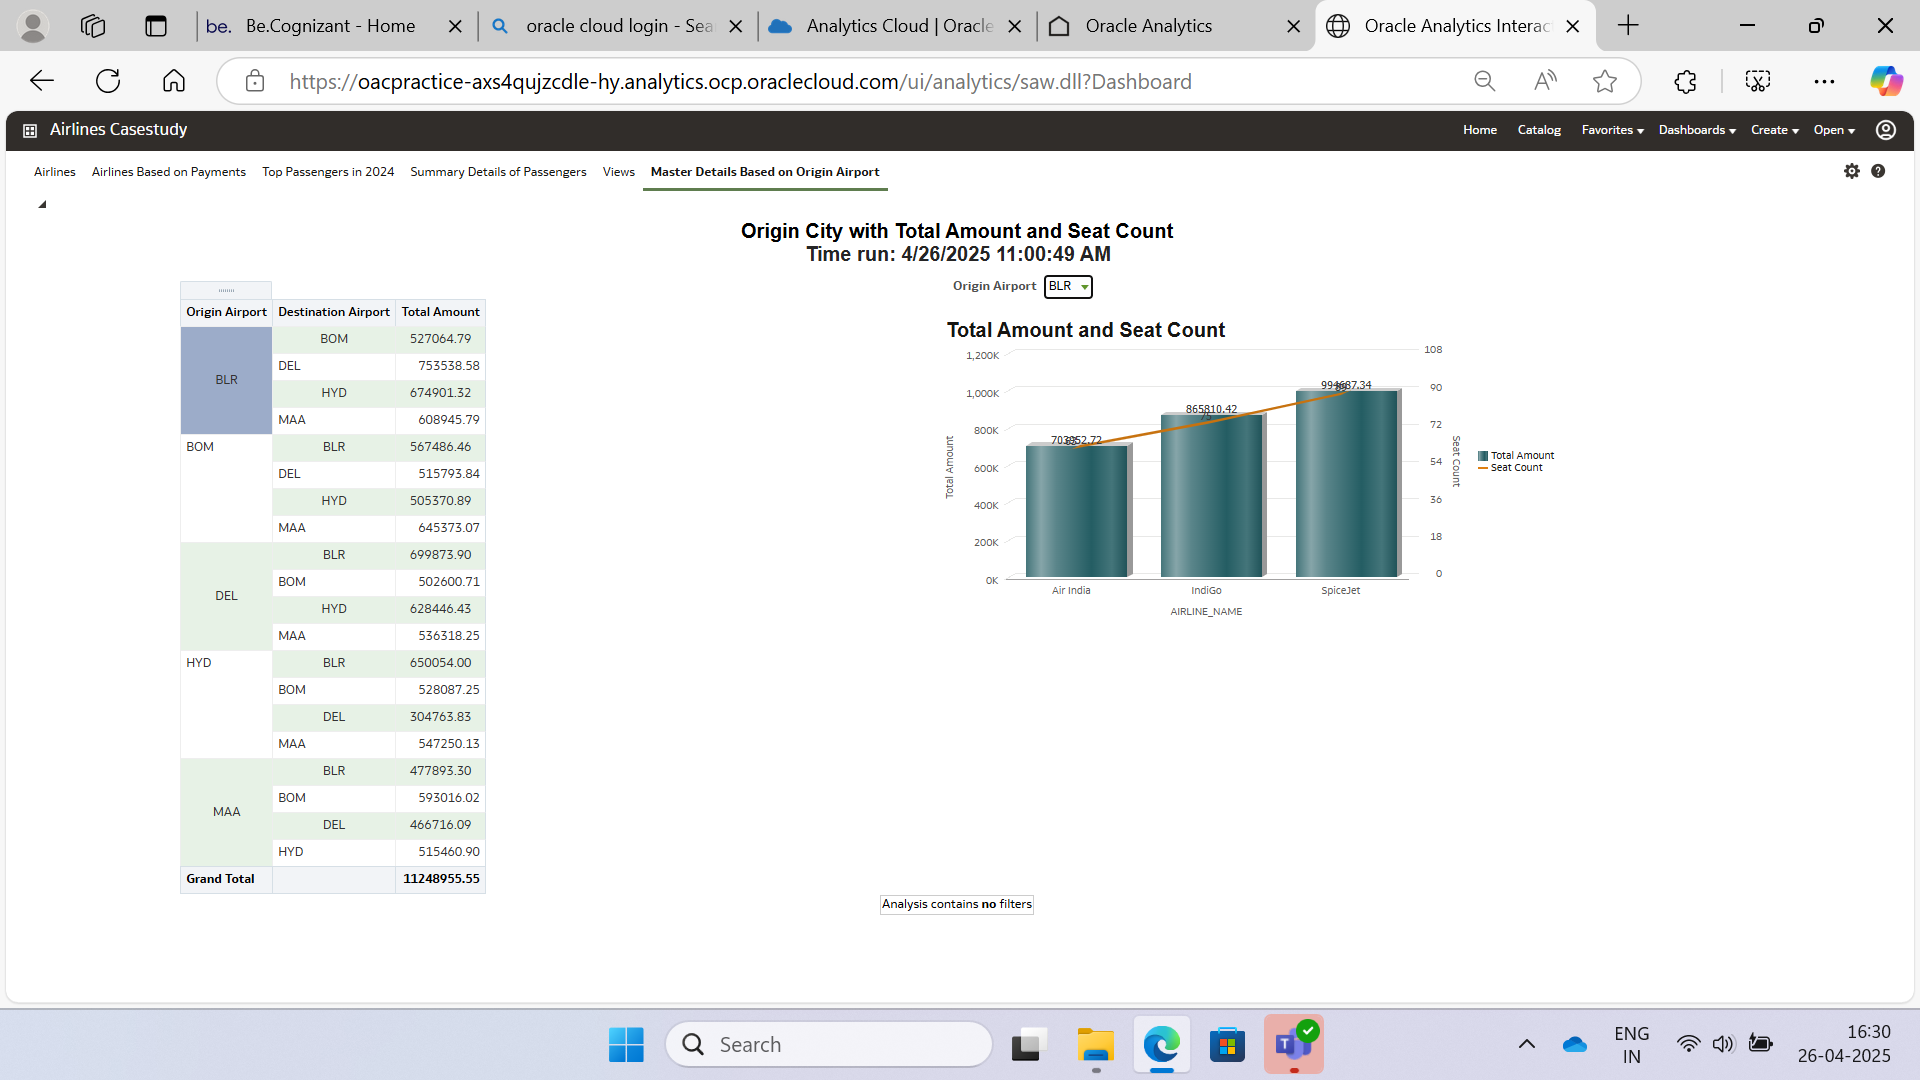 be. Be.Cognizant - Home
oracle cloud login - Sea
Analytics Cloud | Oracle
Oracle Analytics
Oracle Analytics Interac
https://oacpractice-axs4qujzcdle-hy.analytics.ocp.oraclecloud.com/ui/analytics/saw.dll?Dashboard
Airlines Casestudy
Home Catalog Favorites Dashboards Create Open
Airlines Airlines Based on Payments Top Passengers in 2024 Summary Details of Passengers Views Master Details Based on Origin Airport
Origin City with Total Amount and Seat Count
Time run: 4/26/2025 11:00:49 AM
Origin Airport Destination Airport Total Amount
BLR BOM 527064.79
DEL 753538.58
HYD 674901.32
MAA 608945.79
BOM BLR 567486.46
DEL 515793.84
HYD 505370.89
MAA 645373.07
DEL BLR 699873.90
BOM 502600.71
HYD 628446.43
MAA 536318.25
HYD BLR 650054.00
BOM 528087.25
DEL 304763.83
MAA 547250.13
MAA BLR 477893.30
BOM 593016.02
DEL 466716.09
HYD 515460.90
Grand Total 11248955.55
Origin Airport BLR
Total Amount and Seat Count
1,200K
1,000K
800K
600K
400K
200K
0K
Total Amount
865810.42
75
108
90
72
54
36
18
0
Seat Count
Total Amount
Seat Count
Air India IndiGo SpiceJet
AIRLINE_NAME
Analysis contains no filters
Search
ENG
IN
16:30
26-04-2025